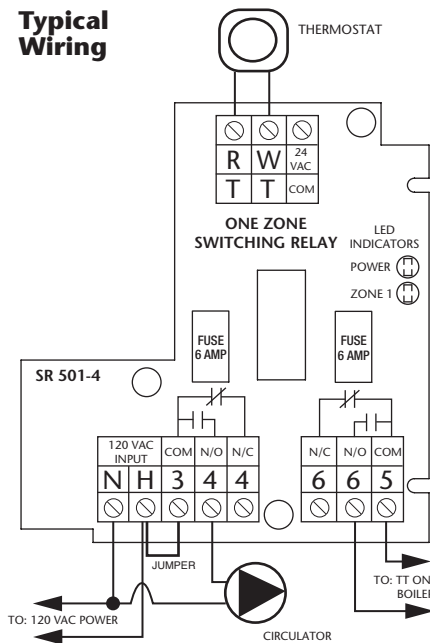 Typical
Wiring
THERMOSTAT
R W 24
VAC
T T COM
ONE ZONE
SWITCHING RELAY
LED
INDICATORS
POWER
ZONE 1
FUSE
6 AMP
FUSE
6 AMP
SR 501-4
120 VAC
INPUT
COM N/O N/C
N H 3 4 4
N/C N/O COM
6 6 5
JUMPER
TO: TT ON
BOILER
TO: 120 VAC POWER
CIRCULATOR